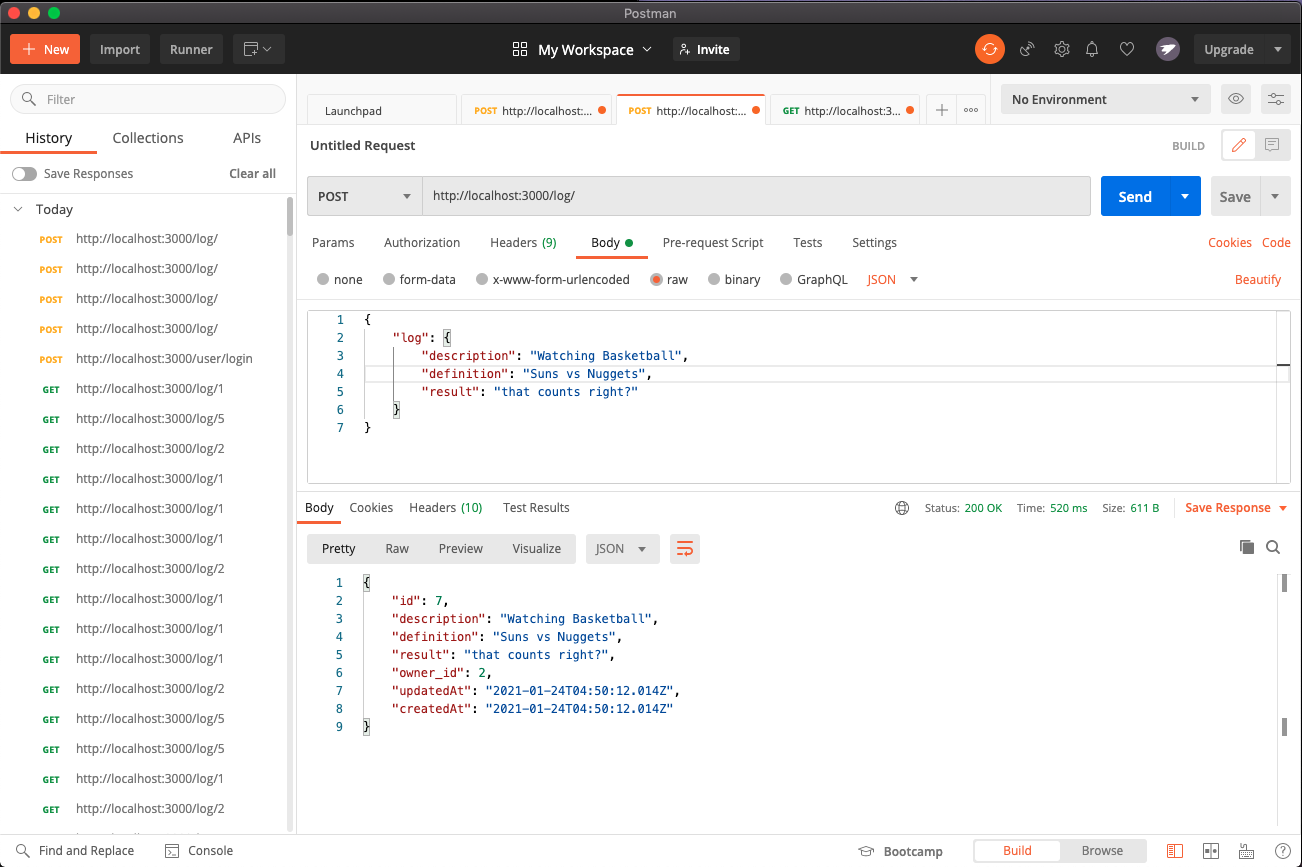 Postman
New
Import
Runner
My Workspace
Invite
Upgrade
Filter
History
Collections
APIs
Save Responses
Clear all
Today
POST http://localhost:3000/log/
POST http://localhost:3000/log/
POST http://localhost:3000/log/
POST http://localhost:3000/log/
POST http://localhost:3000/user/login
GET http://localhost:3000/log/1
GET http://localhost:3000/log/5
GET http://localhost:3000/log/2
GET http://localhost:3000/log/1
GET http://localhost:3000/log/1
GET http://localhost:3000/log/1
GET http://localhost:3000/log/2
GET http://localhost:3000/log/1
GET http://localhost:3000/log/1
GET http://localhost:3000/log/1
GET http://localhost:3000/log/2
GET http://localhost:3000/log/5
GET http://localhost:3000/log/5
GET http://localhost:3000/log/1
GET http://localhost:3000/log/2
Launchpad
POST http://localhost:...
POST http://localhost:...
GET http://localhost:3...
No Environment
Untitled Request
BUILD
POST
http://localhost:3000/log/
Send
Save
Params
Authorization
Headers (9)
Body
Pre-request Script
Tests
Settings
Cookies
Code
none
form-data
x-www-form-urlencoded
raw
binary
GraphQL
JSON
Beautify
1 {
2 "log": {
3 "description": "Watching Basketball",
4 "definition": "Suns vs Nuggets",
5 "result": "that counts right?"
6 }
7 }
Body
Cookies
Headers (10)
Test Results
Status: 200 OK
Time: 520 ms
Size: 611 B
Save Response
Pretty
Raw
Preview
Visualize
JSON
1 {
2 "id": 7,
3 "description": "Watching Basketball",
4 "definition": "Suns vs Nuggets",
5 "result": "that counts right?",
6 "owner_id": 2,
7 "updatedAt": "2021-01-24T04:50:12.014Z",
8 "createdAt": "2021-01-24T04:50:12.014Z"
9 }
Find and Replace
Console
Bootcamp
Build
Browse